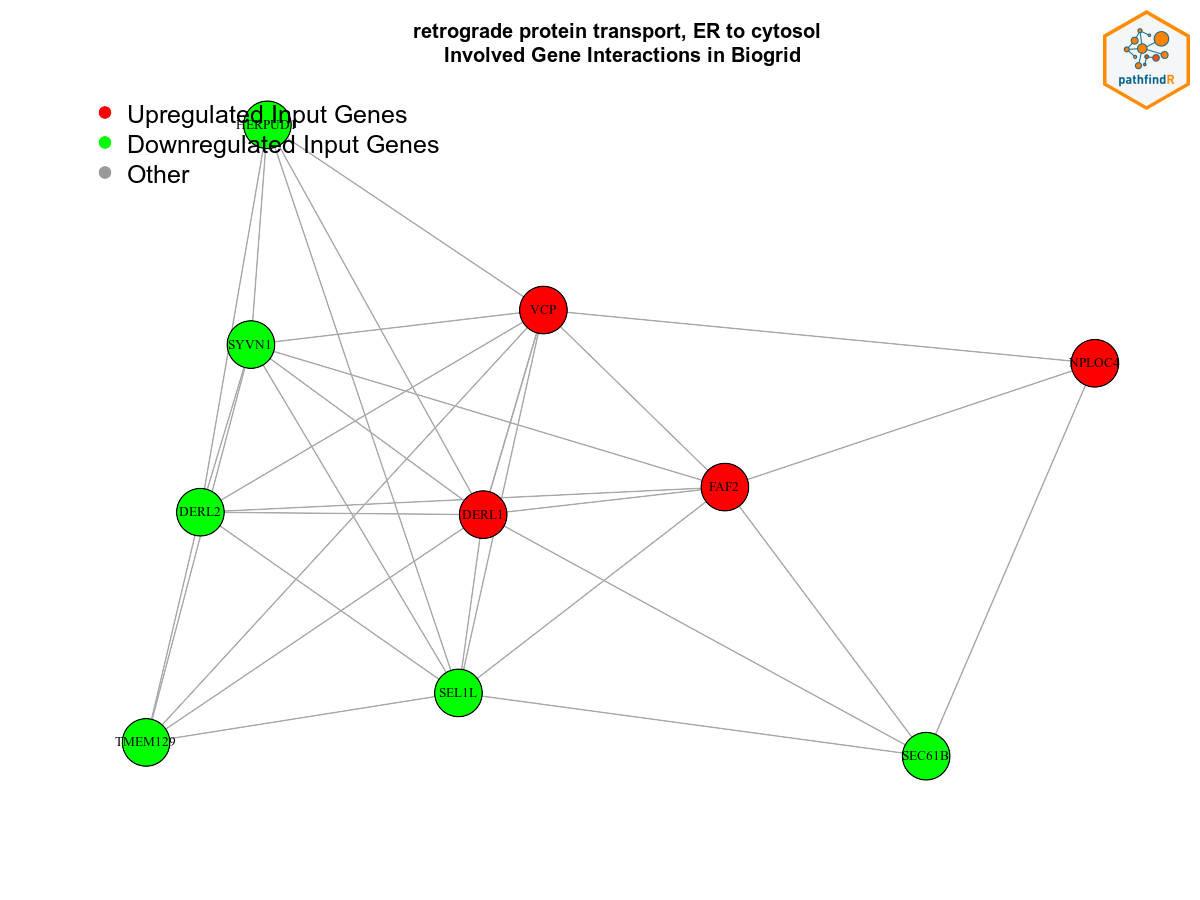 retrograde protein transport, ER to cytosol
Involved Gene Interactions in Biogrid
pathfindR
Upregulated Input Genes
Downregulated Input Genes
Other
VCP
SYVN1
NPLOC4
FAF2
DERL2
DERL1
SEL1L
TMEM129
SEC61B